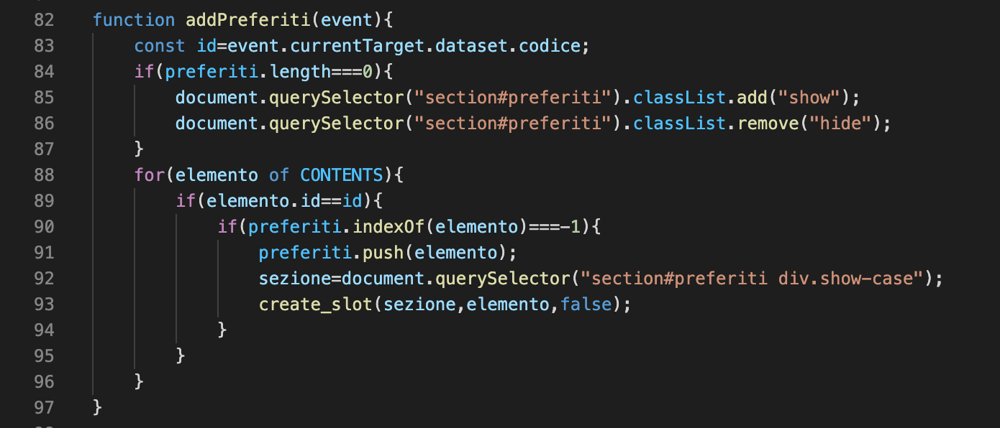 82 function addPreferiti(event){
83 const id=event.currentTarget.dataset.codice;
84 if(preferiti.length===0){
85 document.querySelector("section#preferiti").classList.add("show");
86 document.querySelector("section#preferiti").classList.remove("hide");
87 }
88 for(elemento of CONTENTS){
89 if(elemento.id==id){
90 if(preferiti.indexOf(elemento)===-1){
91 preferiti.push(elemento);
92 sezione=document.querySelector("section#preferiti div.show-case");
93 create_slot(sezione,elemento,false);
94 }
95 }
96 }
97 }